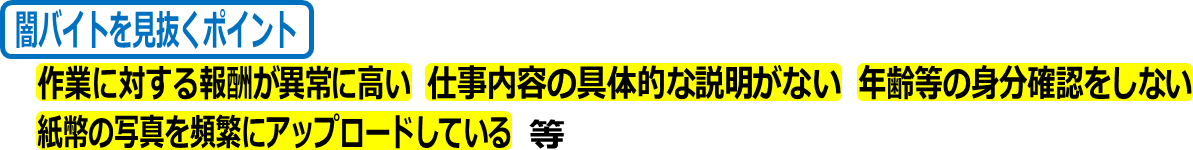 闇バイトを見抜くポイント
作業に対する報酬が異常に高い 仕事内容の具体的な説明がない 年齢等の身分確認をしない
紙幣の写真を頻繁にアップロードしている 等